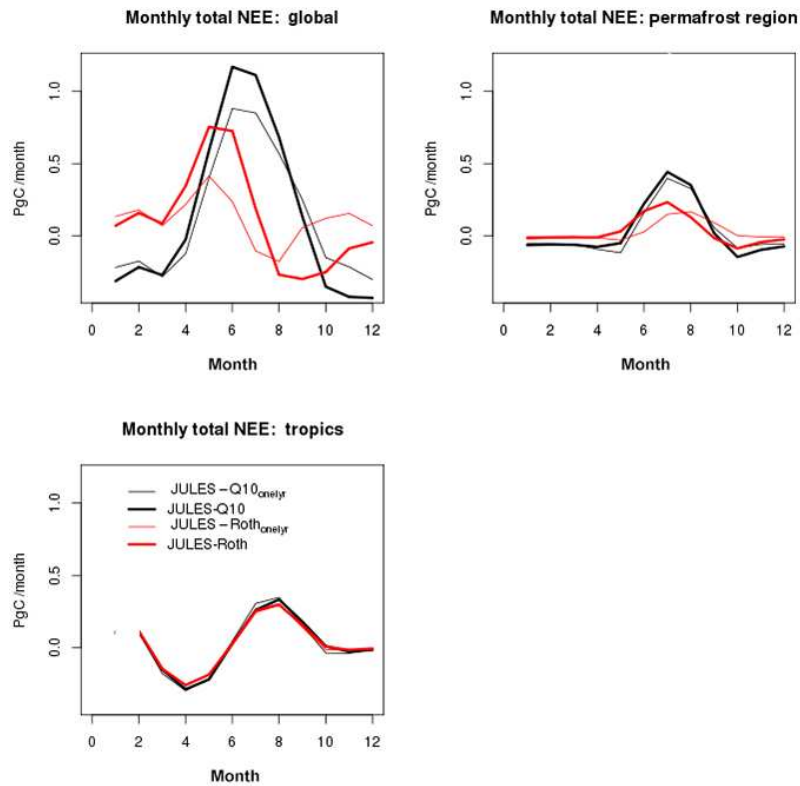 Monthly total NEE: global
PgC /month
0.0 0.5 1.0
0 2 4 6 8 10 12
Month
Monthly total NEE: permafrost region
PgC /month
0.0 0.5 1.0
0 2 4 6 8 10 12
Month
Monthly total NEE: tropics
PgC /month
0.0 0.5 1.0
JULES – Q10onelyr
JULES-Q10
JULES – Rothonelyr
JULES-Roth
0 2 4 6 8 10 12
Month